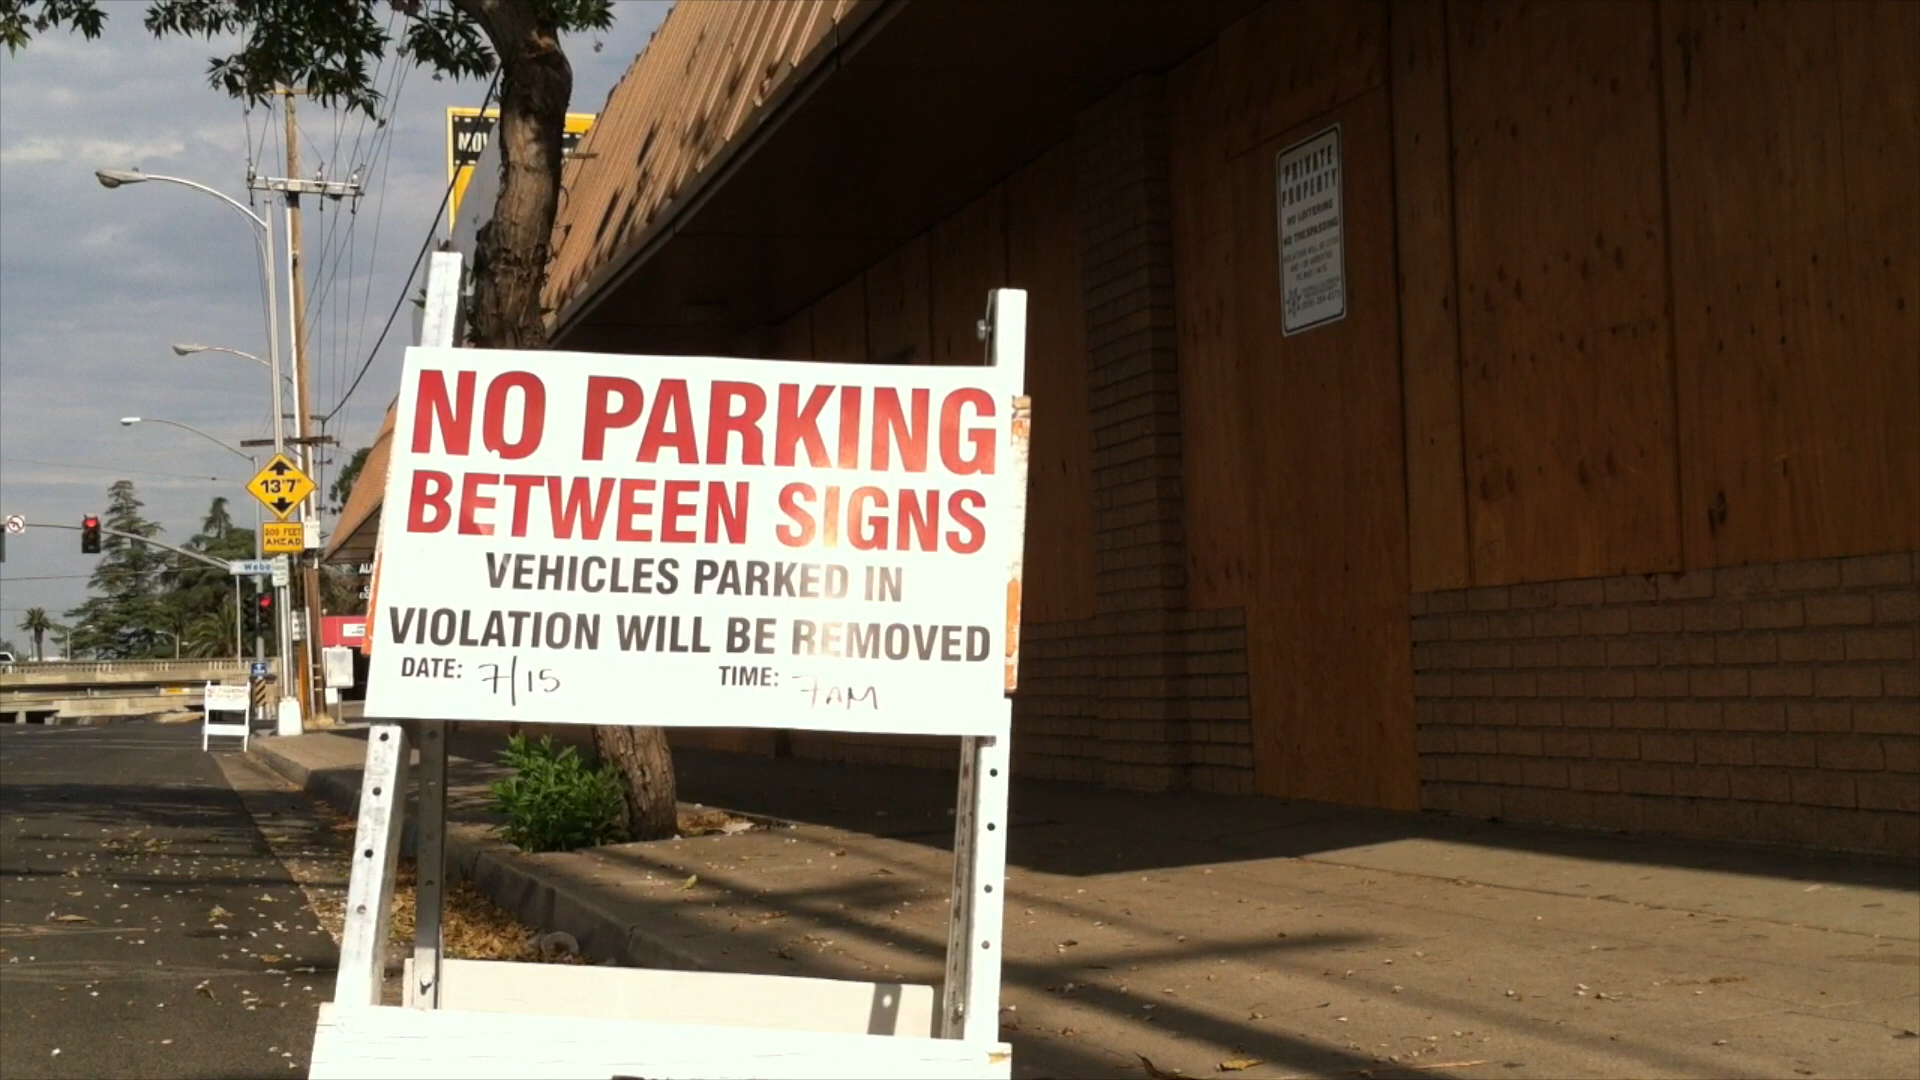 NO PARKING
BETWEEN SIGNS
VEHICLES PARKED IN
VIOLATION WILL BE REMOVED
DATE: 7/15 TIME: 7AM
PRIVATE
PROPERTY
NO LOITERING
NO TRESPASSING
13'7"
200 FEET
AHEAD